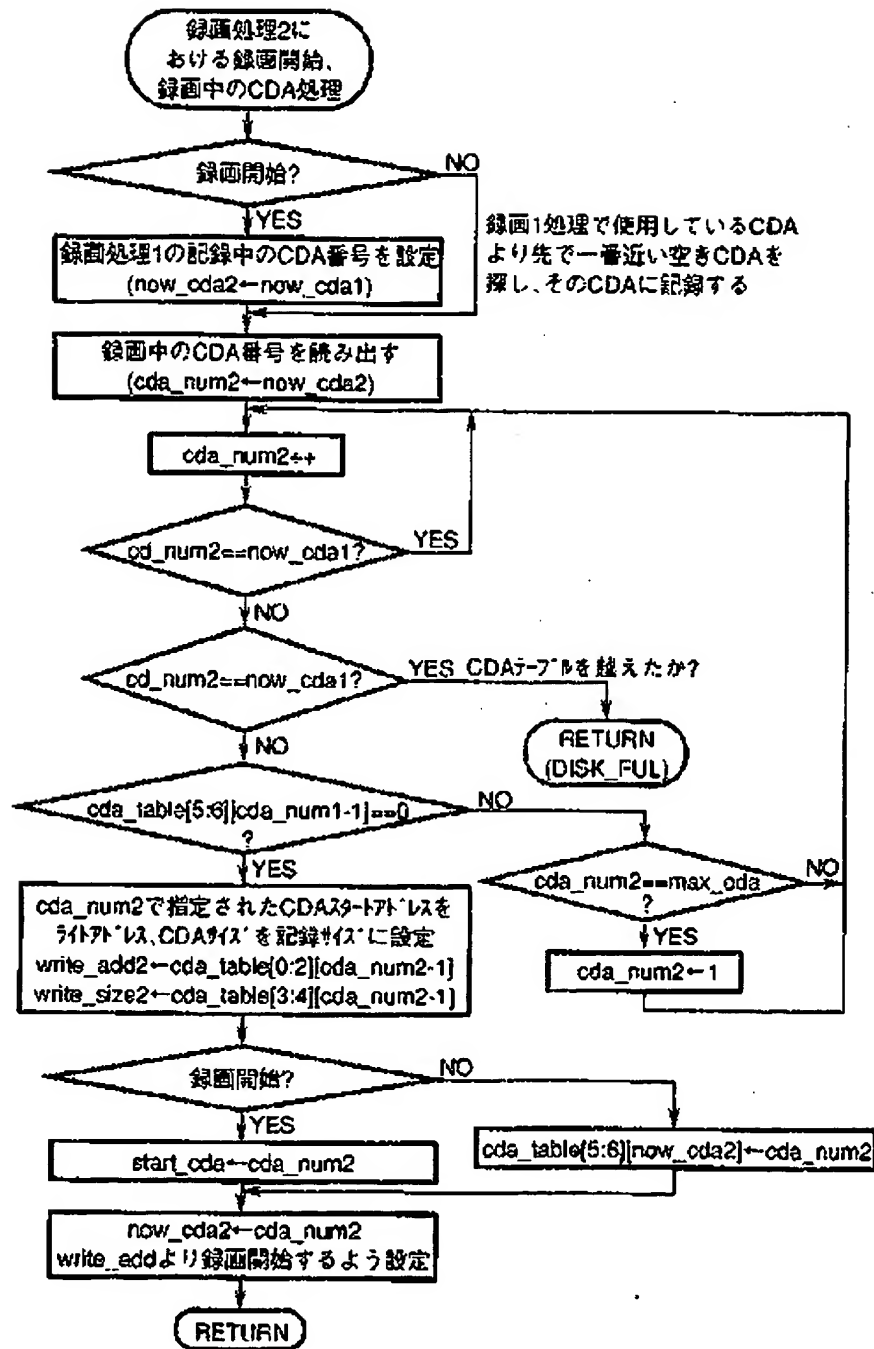 録画処理2に
おける録画開始、
録画中のCDA処理
録画開始?
NO
YES
録画1処理で使用しているCDA
より先で一番近い空きCDAを
探し、そのCDAに記録する
録画処理1の記録中のCDA番号を設定
(now_cda2←now_cda1)
録画中のCDA番号を読み出す
(cda_num2←now_cda2)
cda_num2++
cd_num2==now_cda1?
YES
NO
cd_num2==now_cda1?
YES CDAテーブルを越えたか?
NO
RETURN
(DISK_FUL)
cda_table[5:6][cda_num1-1]==0
?
NO
YES
cda_num2==max_cda
?
NO
YES
cda_num2←1
cda_num2で指定されたCDAスタートアドレスを
ライトアドレス、CDAサイズを記録サイズに設定
write_add2←cda_table[0:2][cda_num2-1]
write_size2←cda_table[3:4][cda_num2-1]
録画開始?
NO
YES
start_cda←cda_num2
cda_table[5:6][now_cda2]←cda_num2
now_cda2←cda_num2
write_addより録画開始するよう設定
RETURN